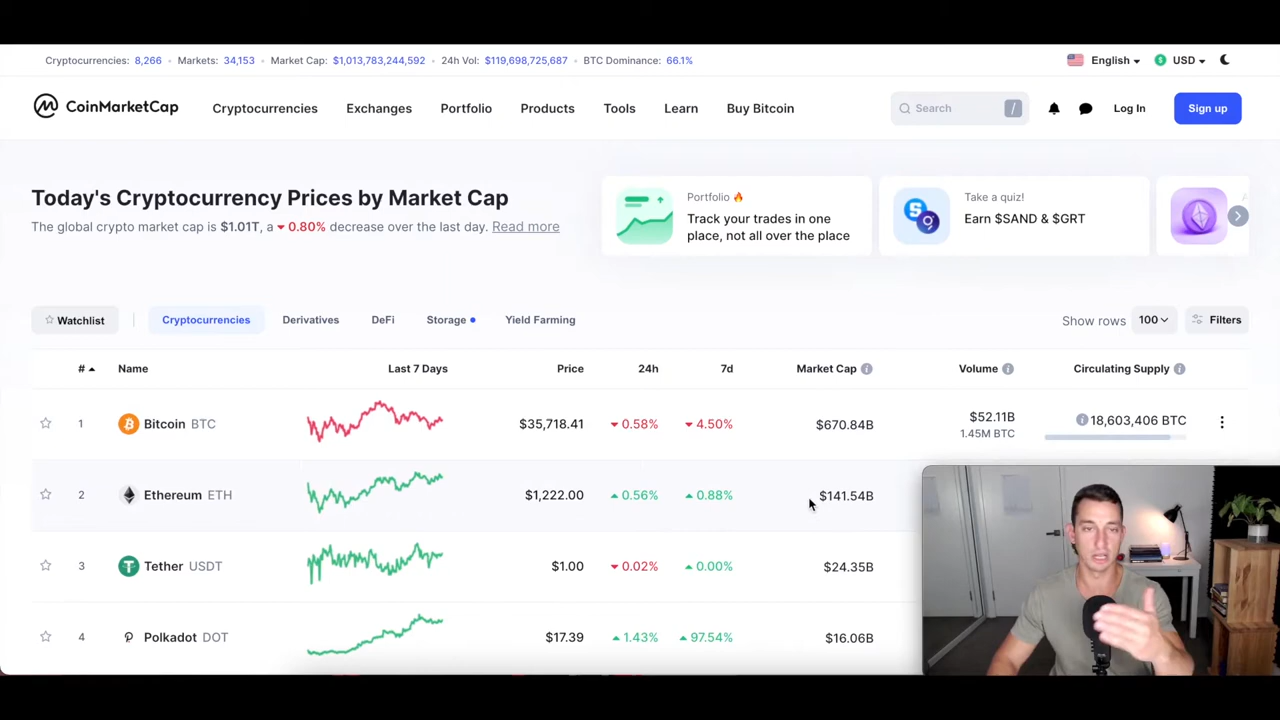 Cryptocurrencies: 8,266 • Markets: 34,153 • Market Cap: $1,013,783,244,592 • 24h Vol: $119,698,725,687 • BTC Dominance: 66.1%
English USD
CoinMarketCap Cryptocurrencies Exchanges Portfolio Products Tools Learn Buy Bitcoin Search / Log In Sign up
Today's Cryptocurrency Prices by Market Cap
The global crypto market cap is $1.01T, a 0.80% decrease over the last day. Read more
Portfolio 🔥
Track your trades in one
place, not all over the place
Take a quiz!
Earn $SAND & $GRT
Watchlist Cryptocurrencies Derivatives DeFi Storage Yield Farming Show rows 100 Filters
# Name Last 7 Days Price 24h 7d Market Cap Volume Circulating Supply
1 Bitcoin BTC $35,718.41 0.58% 4.50% $670.84B $52.11B 18,603,406 BTC
1.45M BTC
2 Ethereum ETH $1,222.00 0.56% 0.88% $141.54B
3 Tether USDT $1.00 0.02% 0.00% $24.35B
4 Polkadot DOT $17.39 1.43% 97.54% $16.06B